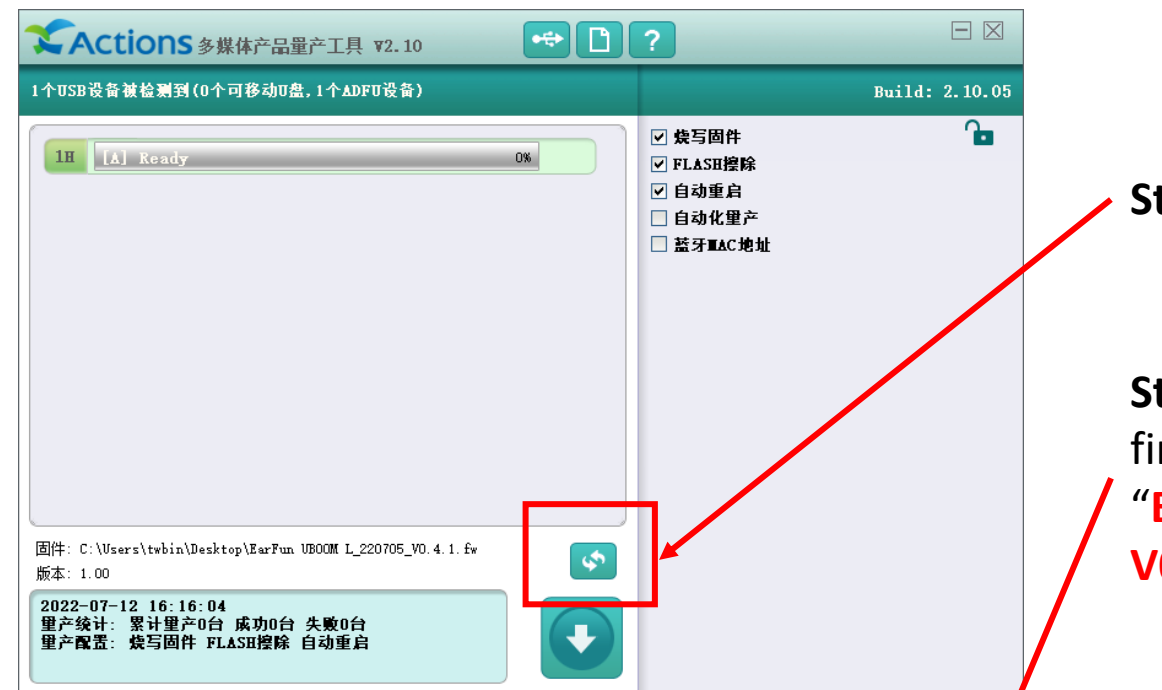 Actions 多媒体产品量产工具 V2.10
1个USB设备被检测到(0个可移动U盘,1个ADFU设备)
Build: 2.10.05
1H [A] Ready 0%
烧写固件
FLASH擦除
自动重启
自动化量产
蓝牙MAC地址
固件: C:\Users\twbin\Desktop\EarFun UBOOM L_220705_V0.4.1.fw
版本: 1.00
2022-07-12 16:16:04
量产统计: 累计量产0台 成功0台 失败0台
量产配置: 烧写固件 FLASH擦除 自动重启